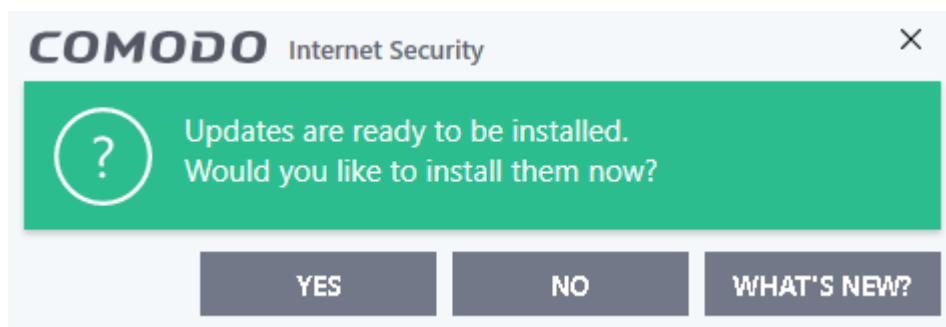 COMODO Internet Security
Updates are ready to be installed.
Would you like to install them now?
YES NO WHAT'S NEW?